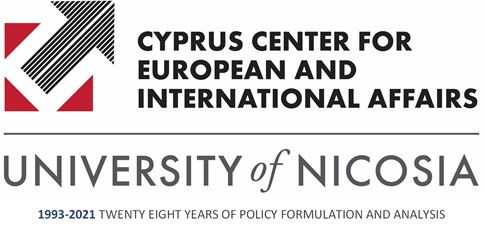 CYPRUS CENTER FOR
EUROPEAN AND
INTERNATIONAL AFFAIRS
UNIVERSITY of NICOSIA
1993-2021 TWENTY EIGHT YEARS OF POLICY FORMULATION AND ANALYSIS